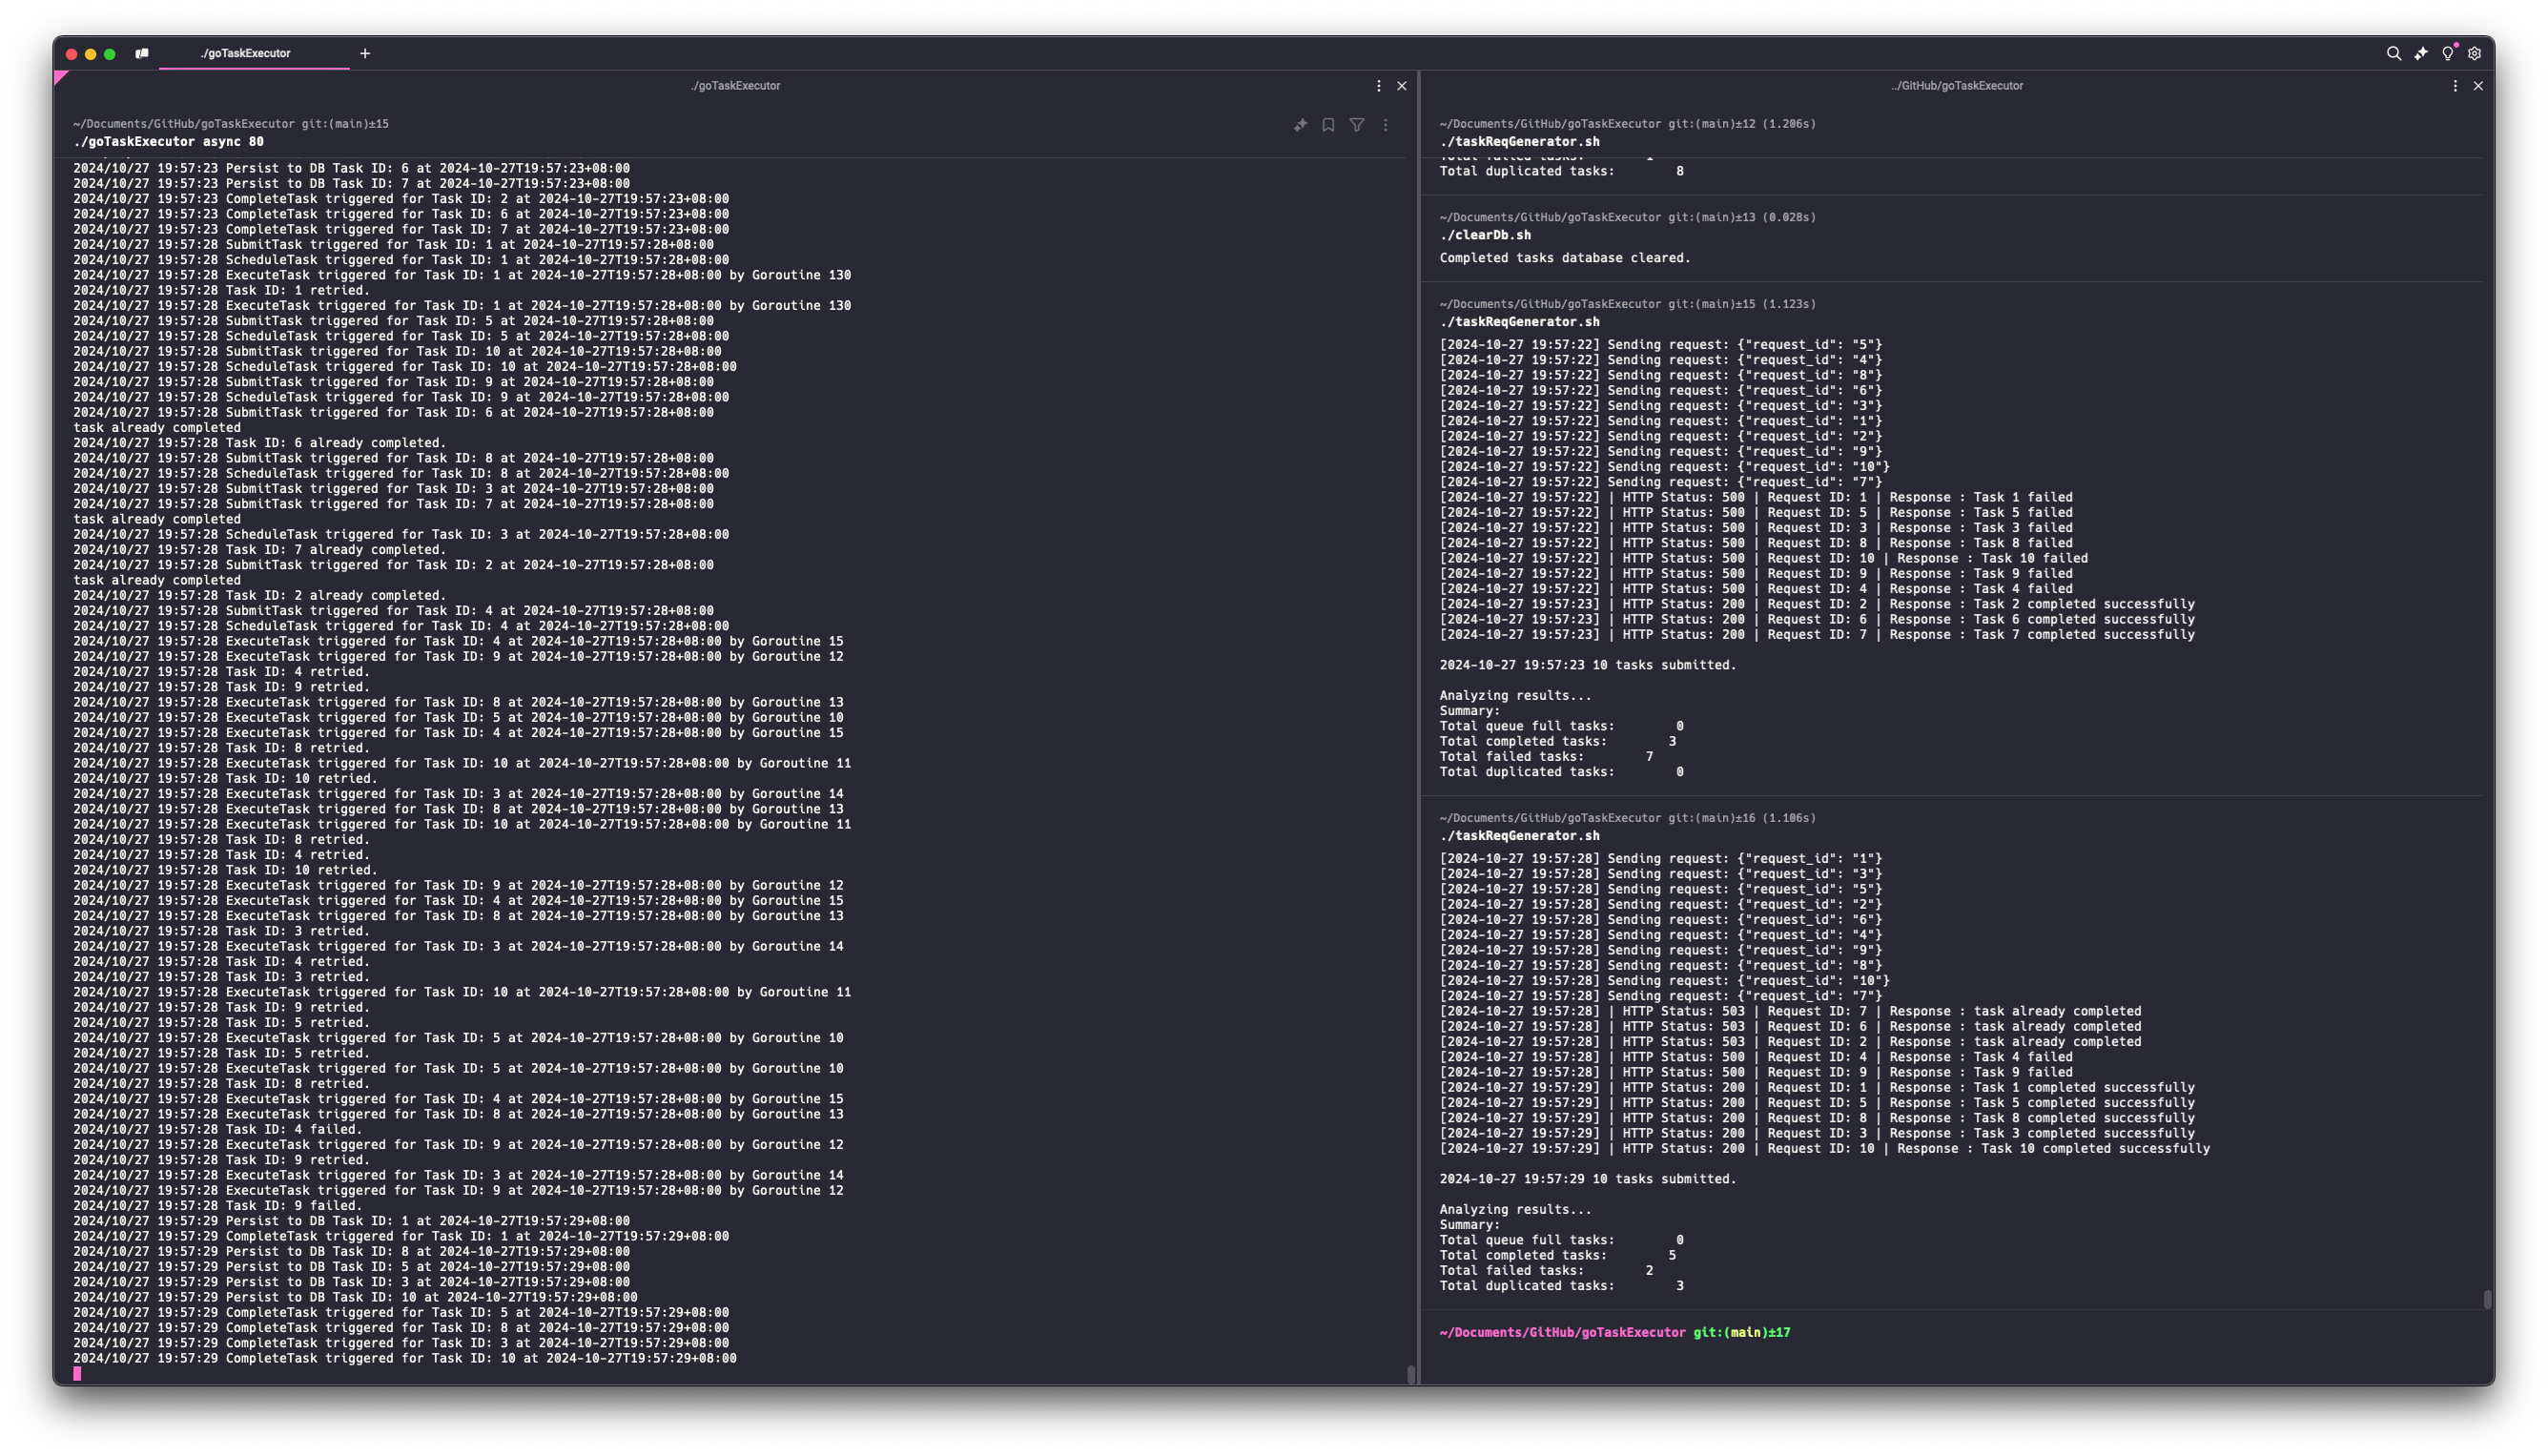 ./goTaskExecutor
./goTaskExecutor
~/Documents/GitHub/goTaskExecutor git:(main)±15
./goTaskExecutor async 80
2024/10/27 19:57:23 Persist to DB Task ID: 6 at 2024-10-27T19:57:23+08:00
2024/10/27 19:57:23 Persist to DB Task ID: 7 at 2024-10-27T19:57:23+08:00
2024/10/27 19:57:23 CompleteTask triggered for Task ID: 2 at 2024-10-27T19:57:23+08:00
2024/10/27 19:57:23 CompleteTask triggered for Task ID: 6 at 2024-10-27T19:57:23+08:00
2024/10/27 19:57:23 CompleteTask triggered for Task ID: 7 at 2024-10-27T19:57:23+08:00
2024/10/27 19:57:28 SubmitTask triggered for Task ID: 1 at 2024-10-27T19:57:28+08:00
2024/10/27 19:57:28 ScheduleTask triggered for Task ID: 1 at 2024-10-27T19:57:28+08:00
2024/10/27 19:57:28 ExecuteTask triggered for Task ID: 1 at 2024-10-27T19:57:28+08:00 by Goroutine 130
2024/10/27 19:57:28 Task ID: 1 retried.
2024/10/27 19:57:28 ExecuteTask triggered for Task ID: 1 at 2024-10-27T19:57:28+08:00 by Goroutine 130
2024/10/27 19:57:28 SubmitTask triggered for Task ID: 5 at 2024-10-27T19:57:28+08:00
2024/10/27 19:57:28 ScheduleTask triggered for Task ID: 5 at 2024-10-27T19:57:28+08:00
2024/10/27 19:57:28 SubmitTask triggered for Task ID: 10 at 2024-10-27T19:57:28+08:00
2024/10/27 19:57:28 ScheduleTask triggered for Task ID: 10 at 2024-10-27T19:57:28+08:00
2024/10/27 19:57:28 SubmitTask triggered for Task ID: 9 at 2024-10-27T19:57:28+08:00
2024/10/27 19:57:28 ScheduleTask triggered for Task ID: 9 at 2024-10-27T19:57:28+08:00
2024/10/27 19:57:28 SubmitTask triggered for Task ID: 6 at 2024-10-27T19:57:28+08:00
task already completed
2024/10/27 19:57:28 Task ID: 6 already completed.
2024/10/27 19:57:28 SubmitTask triggered for Task ID: 8 at 2024-10-27T19:57:28+08:00
2024/10/27 19:57:28 ScheduleTask triggered for Task ID: 8 at 2024-10-27T19:57:28+08:00
2024/10/27 19:57:28 SubmitTask triggered for Task ID: 3 at 2024-10-27T19:57:28+08:00
2024/10/27 19:57:28 SubmitTask triggered for Task ID: 7 at 2024-10-27T19:57:28+08:00
task already completed
2024/10/27 19:57:28 ScheduleTask triggered for Task ID: 3 at 2024-10-27T19:57:28+08:00
2024/10/27 19:57:28 Task ID: 7 already completed.
2024/10/27 19:57:28 SubmitTask triggered for Task ID: 2 at 2024-10-27T19:57:28+08:00
task already completed
2024/10/27 19:57:28 Task ID: 2 already completed.
2024/10/27 19:57:28 SubmitTask triggered for Task ID: 4 at 2024-10-27T19:57:28+08:00
2024/10/27 19:57:28 ScheduleTask triggered for Task ID: 4 at 2024-10-27T19:57:28+08:00
2024/10/27 19:57:28 ExecuteTask triggered for Task ID: 4 at 2024-10-27T19:57:28+08:00 by Goroutine 15
2024/10/27 19:57:28 ExecuteTask triggered for Task ID: 9 at 2024-10-27T19:57:28+08:00 by Goroutine 12
2024/10/27 19:57:28 Task ID: 4 retried.
2024/10/27 19:57:28 Task ID: 9 retried.
2024/10/27 19:57:28 ExecuteTask triggered for Task ID: 8 at 2024-10-27T19:57:28+08:00 by Goroutine 13
2024/10/27 19:57:28 ExecuteTask triggered for Task ID: 5 at 2024-10-27T19:57:28+08:00 by Goroutine 10
2024/10/27 19:57:28 ExecuteTask triggered for Task ID: 4 at 2024-10-27T19:57:28+08:00 by Goroutine 15
2024/10/27 19:57:28 Task ID: 8 retried.
2024/10/27 19:57:28 ExecuteTask triggered for Task ID: 10 at 2024-10-27T19:57:28+08:00 by Goroutine 11
2024/10/27 19:57:28 Task ID: 10 retried.
2024/10/27 19:57:28 ExecuteTask triggered for Task ID: 3 at 2024-10-27T19:57:28+08:00 by Goroutine 14
2024/10/27 19:57:28 ExecuteTask triggered for Task ID: 8 at 2024-10-27T19:57:28+08:00 by Goroutine 13
2024/10/27 19:57:28 ExecuteTask triggered for Task ID: 10 at 2024-10-27T19:57:28+08:00 by Goroutine 11
2024/10/27 19:57:28 Task ID: 8 retried.
2024/10/27 19:57:28 Task ID: 4 retried.
2024/10/27 19:57:28 Task ID: 10 retried.
2024/10/27 19:57:28 ExecuteTask triggered for Task ID: 9 at 2024-10-27T19:57:28+08:00 by Goroutine 12
2024/10/27 19:57:28 ExecuteTask triggered for Task ID: 4 at 2024-10-27T19:57:28+08:00 by Goroutine 15
2024/10/27 19:57:28 ExecuteTask triggered for Task ID: 8 at 2024-10-27T19:57:28+08:00 by Goroutine 13
2024/10/27 19:57:28 Task ID: 3 retried.
2024/10/27 19:57:28 ExecuteTask triggered for Task ID: 3 at 2024-10-27T19:57:28+08:00 by Goroutine 14
2024/10/27 19:57:28 Task ID: 4 retried.
2024/10/27 19:57:28 Task ID: 3 retried.
2024/10/27 19:57:28 ExecuteTask triggered for Task ID: 10 at 2024-10-27T19:57:28+08:00 by Goroutine 11
2024/10/27 19:57:28 Task ID: 9 retried.
2024/10/27 19:57:28 Task ID: 5 retried.
2024/10/27 19:57:28 ExecuteTask triggered for Task ID: 5 at 2024-10-27T19:57:28+08:00 by Goroutine 10
2024/10/27 19:57:28 Task ID: 5 retried.
2024/10/27 19:57:28 ExecuteTask triggered for Task ID: 5 at 2024-10-27T19:57:28+08:00 by Goroutine 10
2024/10/27 19:57:28 Task ID: 8 retried.
2024/10/27 19:57:28 ExecuteTask triggered for Task ID: 4 at 2024-10-27T19:57:28+08:00 by Goroutine 15
2024/10/27 19:57:28 ExecuteTask triggered for Task ID: 8 at 2024-10-27T19:57:28+08:00 by Goroutine 13
2024/10/27 19:57:28 Task ID: 4 failed.
2024/10/27 19:57:28 ExecuteTask triggered for Task ID: 9 at 2024-10-27T19:57:28+08:00 by Goroutine 12
2024/10/27 19:57:28 Task ID: 9 retried.
2024/10/27 19:57:28 ExecuteTask triggered for Task ID: 3 at 2024-10-27T19:57:28+08:00 by Goroutine 14
2024/10/27 19:57:28 ExecuteTask triggered for Task ID: 9 at 2024-10-27T19:57:28+08:00 by Goroutine 12
2024/10/27 19:57:28 Task ID: 9 failed.
2024/10/27 19:57:29 Persist to DB Task ID: 1 at 2024-10-27T19:57:29+08:00
2024/10/27 19:57:29 CompleteTask triggered for Task ID: 1 at 2024-10-27T19:57:29+08:00
2024/10/27 19:57:29 Persist to DB Task ID: 8 at 2024-10-27T19:57:29+08:00
2024/10/27 19:57:29 Persist to DB Task ID: 5 at 2024-10-27T19:57:29+08:00
2024/10/27 19:57:29 Persist to DB Task ID: 3 at 2024-10-27T19:57:29+08:00
2024/10/27 19:57:29 Persist to DB Task ID: 10 at 2024-10-27T19:57:29+08:00
2024/10/27 19:57:29 CompleteTask triggered for Task ID: 5 at 2024-10-27T19:57:29+08:00
2024/10/27 19:57:29 CompleteTask triggered for Task ID: 8 at 2024-10-27T19:57:29+08:00
2024/10/27 19:57:29 CompleteTask triggered for Task ID: 3 at 2024-10-27T19:57:29+08:00
2024/10/27 19:57:29 CompleteTask triggered for Task ID: 10 at 2024-10-27T19:57:29+08:00
../GitHub/goTaskExecutor
~/Documents/GitHub/goTaskExecutor git:(main)±12 (1.206s)
./taskReqGenerator.sh
Total failed tasks: 1
Total duplicated tasks: 8
~/Documents/GitHub/goTaskExecutor git:(main)±13 (0.028s)
./clearDb.sh
Completed tasks database cleared.
~/Documents/GitHub/goTaskExecutor git:(main)±15 (1.123s)
./taskReqGenerator.sh
[2024-10-27 19:57:22] Sending request: {"request_id": "5"}
[2024-10-27 19:57:22] Sending request: {"request_id": "4"}
[2024-10-27 19:57:22] Sending request: {"request_id": "8"}
[2024-10-27 19:57:22] Sending request: {"request_id": "6"}
[2024-10-27 19:57:22] Sending request: {"request_id": "3"}
[2024-10-27 19:57:22] Sending request: {"request_id": "1"}
[2024-10-27 19:57:22] Sending request: {"request_id": "2"}
[2024-10-27 19:57:22] Sending request: {"request_id": "9"}
[2024-10-27 19:57:22] Sending request: {"request_id": "10"}
[2024-10-27 19:57:22] Sending request: {"request_id": "7"}
[2024-10-27 19:57:22] | HTTP Status: 500 | Request ID: 1 | Response : Task 1 failed
[2024-10-27 19:57:22] | HTTP Status: 500 | Request ID: 5 | Response : Task 5 failed
[2024-10-27 19:57:22] | HTTP Status: 500 | Request ID: 3 | Response : Task 3 failed
[2024-10-27 19:57:22] | HTTP Status: 500 | Request ID: 8 | Response : Task 8 failed
[2024-10-27 19:57:22] | HTTP Status: 500 | Request ID: 10 | Response : Task 10 failed
[2024-10-27 19:57:22] | HTTP Status: 500 | Request ID: 9 | Response : Task 9 failed
[2024-10-27 19:57:22] | HTTP Status: 500 | Request ID: 4 | Response : Task 4 failed
[2024-10-27 19:57:23] | HTTP Status: 200 | Request ID: 2 | Response : Task 2 completed successfully
[2024-10-27 19:57:23] | HTTP Status: 200 | Request ID: 6 | Response : Task 6 completed successfully
[2024-10-27 19:57:23] | HTTP Status: 200 | Request ID: 7 | Response : Task 7 completed successfully
2024-10-27 19:57:23 10 tasks submitted.
Analyzing results...
Summary:
Total queue full tasks: 0
Total completed tasks: 3
Total failed tasks: 7
Total duplicated tasks: 0
~/Documents/GitHub/goTaskExecutor git:(main)±16 (1.106s)
./taskReqGenerator.sh
[2024-10-27 19:57:28] Sending request: {"request_id": "1"}
[2024-10-27 19:57:28] Sending request: {"request_id": "3"}
[2024-10-27 19:57:28] Sending request: {"request_id": "5"}
[2024-10-27 19:57:28] Sending request: {"request_id": "2"}
[2024-10-27 19:57:28] Sending request: {"request_id": "6"}
[2024-10-27 19:57:28] Sending request: {"request_id": "4"}
[2024-10-27 19:57:28] Sending request: {"request_id": "9"}
[2024-10-27 19:57:28] Sending request: {"request_id": "8"}
[2024-10-27 19:57:28] Sending request: {"request_id": "10"}
[2024-10-27 19:57:28] Sending request: {"request_id": "7"}
[2024-10-27 19:57:28] | HTTP Status: 503 | Request ID: 7 | Response : task already completed
[2024-10-27 19:57:28] | HTTP Status: 503 | Request ID: 6 | Response : task already completed
[2024-10-27 19:57:28] | HTTP Status: 503 | Request ID: 2 | Response : task already completed
[2024-10-27 19:57:28] | HTTP Status: 500 | Request ID: 4 | Response : Task 4 failed
[2024-10-27 19:57:28] | HTTP Status: 500 | Request ID: 9 | Response : Task 9 failed
[2024-10-27 19:57:29] | HTTP Status: 200 | Request ID: 1 | Response : Task 1 completed successfully
[2024-10-27 19:57:29] | HTTP Status: 200 | Request ID: 5 | Response : Task 5 completed successfully
[2024-10-27 19:57:29] | HTTP Status: 200 | Request ID: 8 | Response : Task 8 completed successfully
[2024-10-27 19:57:29] | HTTP Status: 200 | Request ID: 3 | Response : Task 3 completed successfully
[2024-10-27 19:57:29] | HTTP Status: 200 | Request ID: 10 | Response : Task 10 completed successfully
2024-10-27 19:57:29 10 tasks submitted.
Analyzing results...
Summary:
Total queue full tasks: 0
Total completed tasks: 5
Total failed tasks: 2
Total duplicated tasks: 3
~/Documents/GitHub/goTaskExecutor git:(main)±17